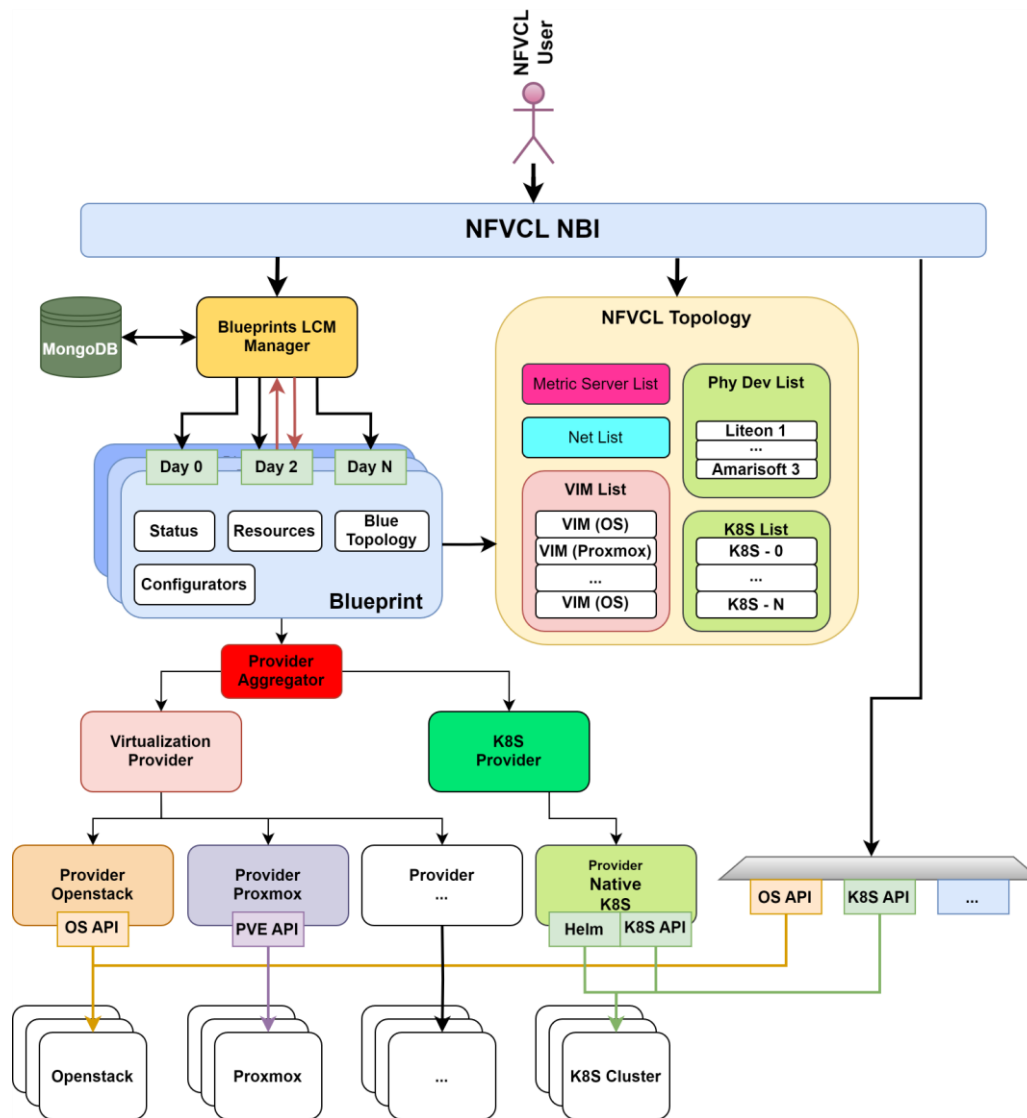 NFVCL
User
NFVCL NBI
MongoDB
Blueprints LCM
Manager
NFVCL Topology
Metric Server List
Net List
VIM List
VIM (OS)
VIM (Proxmox)
...
VIM (OS)
Phy Dev List
Liteon 1
...
Amarisoft 3
K8S List
K8S - 0
...
K8S - N
Day 0
Day 2
Day N
Status
Resources
Blue
Topology
Configurators
Blueprint
Provider
Aggregator
Virtualization
Provider
K8S
Provider
Provider
Openstack
OS API
Provider
Proxmox
PVE API
Provider
...
Provider
Native
K8S
Helm
K8S API
OS API
K8S API
...
Openstack
Proxmox
...
K8S Cluster